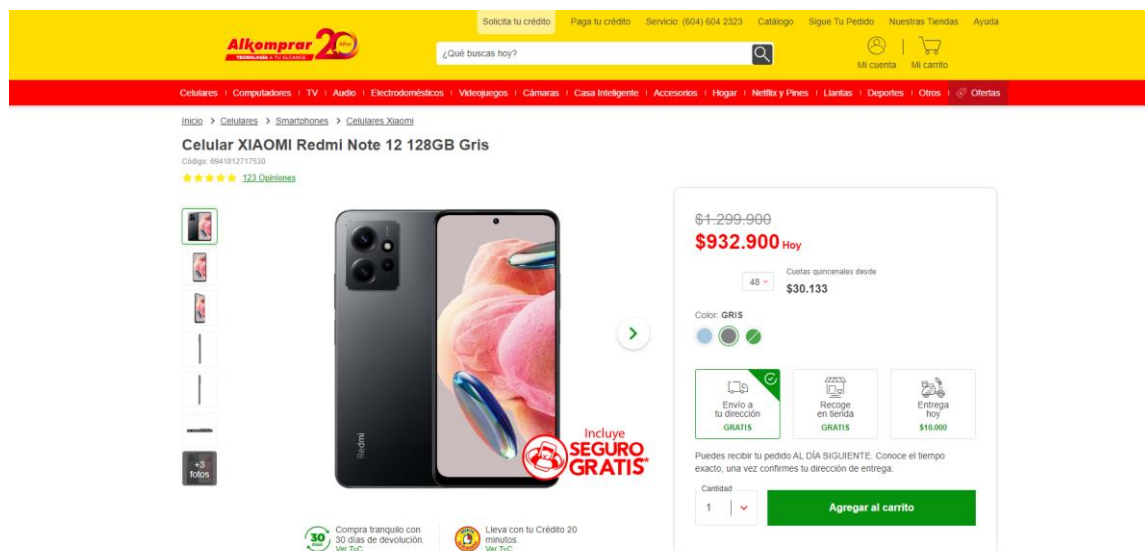 Solicita tu crédito Paga tu crédito Servicio: (604) 604 2323 Catálogo Sigue Tu Pedido Nuestras Tiendas Ayuda
Alkomprar 20 Años
TECNOLOGÍA A TU ALCANCE
¿Qué buscas hoy?
Mi cuenta Mi carrito
Celulares Computadores TV Audio Electrodomésticos Videojuegos Cámaras Casa Inteligente Accesorios Hogar Netflix y Pines Llantas Deportes Otros Ofertas
Inicio > Celulares > Smartphones > Celulares Xiaomi
Celular XIAOMI Redmi Note 12 128GB Gris
Código: 6941812717530
123 Opiniones
+3
fotos
Redmi
Incluye
SEGURO
GRATIS*
30
DÍAS
Compra tranquilo con
30 días de devolución.
Ver TyC
Lleva con tu Crédito 20
minutos.
Ver TyC
$1.299.900
$932.900 Hoy
48
Cuotas quincenales desde
$30.133
Color: GRIS
Envío a
tu dirección
GRATIS
Recoge
en tienda
GRATIS
Entrega
hoy
$10.000
Puedes recibir tu pedido AL DÍA SIGUIENTE. Conoce el tiempo
exacto, una vez confirmes tu dirección de entrega.
Cantidad
1
Agregar al carrito